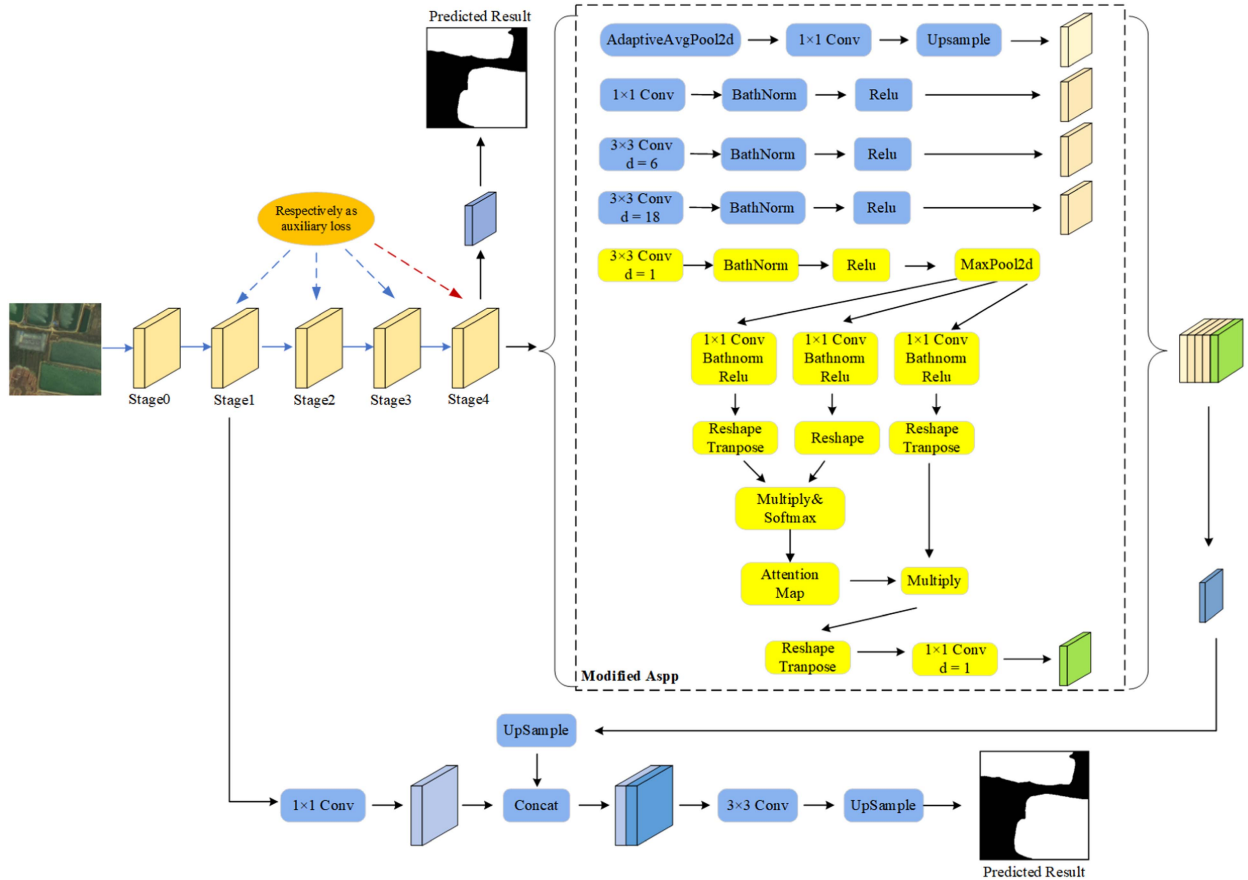 Predicted Result
AdaptiveAvgPool2d
1×1 Conv
Upsample
1×1 Conv
BathNorm
Relu
3×3 Conv
d = 6
BathNorm
Relu
3×3 Conv
d = 18
BathNorm
Relu
Respectively as
auxiliary loss
3×3 Conv
d = 1
BathNorm
Relu
MaxPool2d
1×1 Conv
Bathnorm
Relu
1×1 Conv
Bathnorm
Relu
1×1 Conv
Bathnorm
Relu
Stage0
Stage1
Stage2
Stage3
Stage4
Reshape
Tranpose
Reshape
Reshape
Tranpose
Multiply&
Softmax
Attention
Map
Multiply
Reshape
Tranpose
1×1 Conv
d = 1
Modified Aspp
UpSample
1×1 Conv
Concat
3×3 Conv
UpSample
Predicted Result